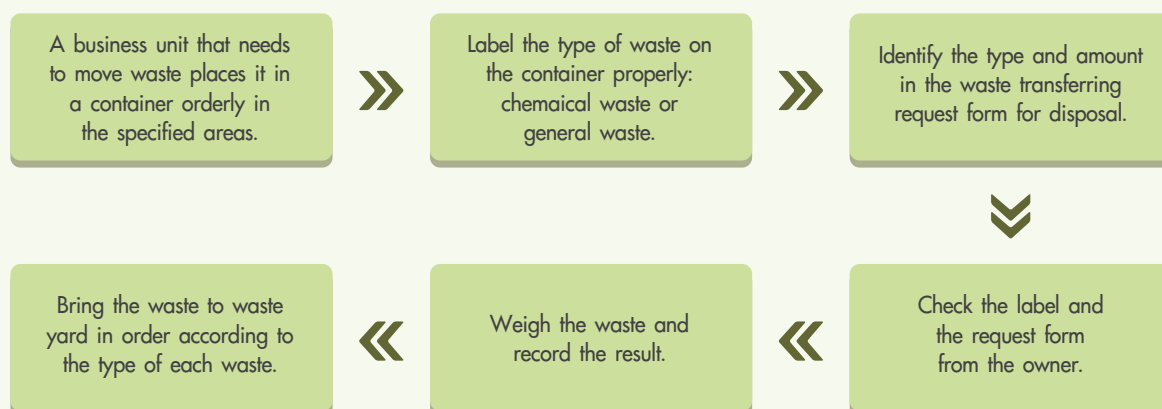 A business unit that needs
to move waste places it in
a container orderly in
the specified areas.
Label the type of waste on
the container properly:
chemaical waste or
general waste.
Identify the type and amount
in the waste transferring
request form for disposal.
Check the label and
the request form
from the owner.
Weigh the waste and
record the result.
Bring the waste to waste
yard in order according to
the type of each waste.